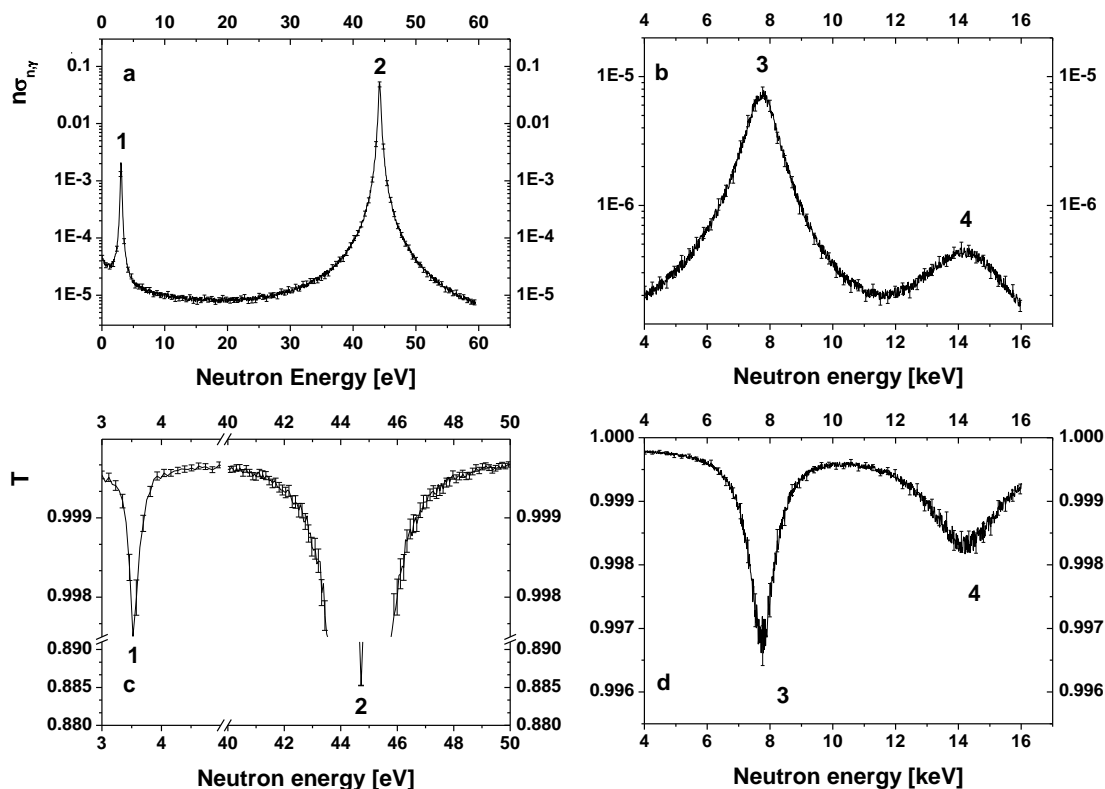 0 10 20 30 40 50 60
4 6 8 10 12 14 16
nσn,γ
0.1
0.01
1E-3
1E-4
1E-5
a
1
2
0.1
0.01
1E-3
1E-4
1E-5
0 10 20 30 40 50 60
Neutron Energy [eV]
1E-5
1E-6
b
3
4
1E-5
1E-6
4 6 8 10 12 14 16
Neutron energy [keV]
3 4 40 42 44 46 48 50
T
0.999
0.998
0.890
0.885
0.880
1
c
2
0.999
0.998
0.890
0.885
0.880
3 4 40 42 44 46 48 50
Neutron energy [eV]
4 6 8 10 12 14 16
1.000
0.999
0.998
0.997
0.996
d
3
4
1.000
0.999
0.998
0.997
0.996
4 6 8 10 12 14 16
Neutron energy [keV]